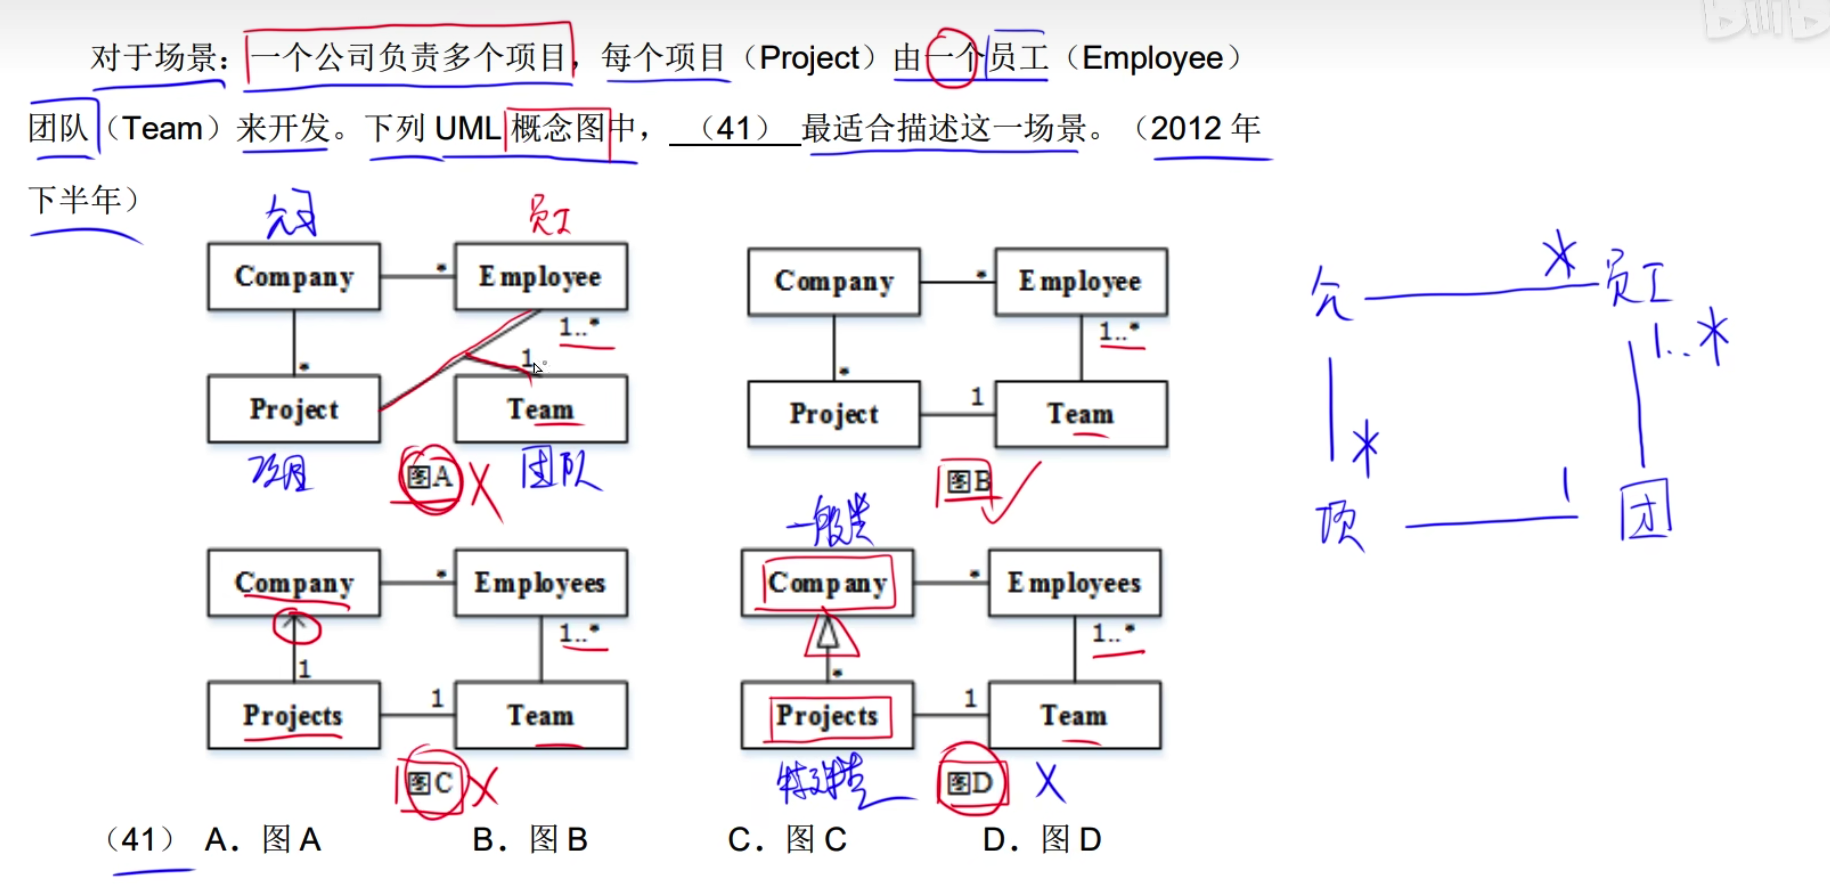 bilib
对于场景：一个公司负责多个项目，每个项目（Project）由一个员工（Employee）
团队（Team）来开发。下列 UML 概念图中，（41）最适合描述这一场景。（2012 年
下半年）
员工
Company * Employee
1..*
1
* 
Project Team
项目 图A X 团队
Company * Employee
1..*
*
Project 1 Team
图B
公 * 员工
1..*
*
项 1 团
Company * Employees
1..*
1
Projects 1 Team
图C X
一般类
Company * Employees
1..*
*
Projects 1 Team
特殊类 图D X
（41） A. 图 A B. 图 B C. 图 C D. 图 D